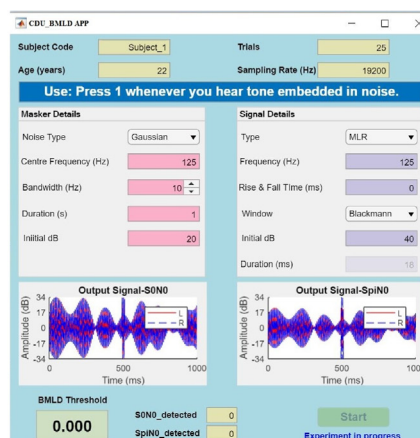 CDU_BMLD APP
Subject Code Subject_1 Trials 25
Age (years) 22 Sampling Rate (Hz) 19200
Use: Press 1 whenever you hear tone embedded in noise.
Masker Details Signal Details
Noise Type Gaussian Type MLR
Centre Frequency (Hz) 125 Frequency (Hz) 125
Bandwidth (Hz) 10 Rise & Fall Time (ms) 0
Duration (s) 1 Window Blackmann
Iniitial dB 20 Initial dB 40
Duration (ms) 18
Output Signal-S0N0 Output Signal-SpiN0
34 17 0 -17 -34 Amplitude (dB) L R 34 17 0 -17 -34 Amplitude (dB) L R
0 500 1000 0 500 1000
Time (ms) Time (ms)
BMLD Threshold
0.000 S0N0_detected 0 Start
SpiN0_detected 0 Experiment in progress